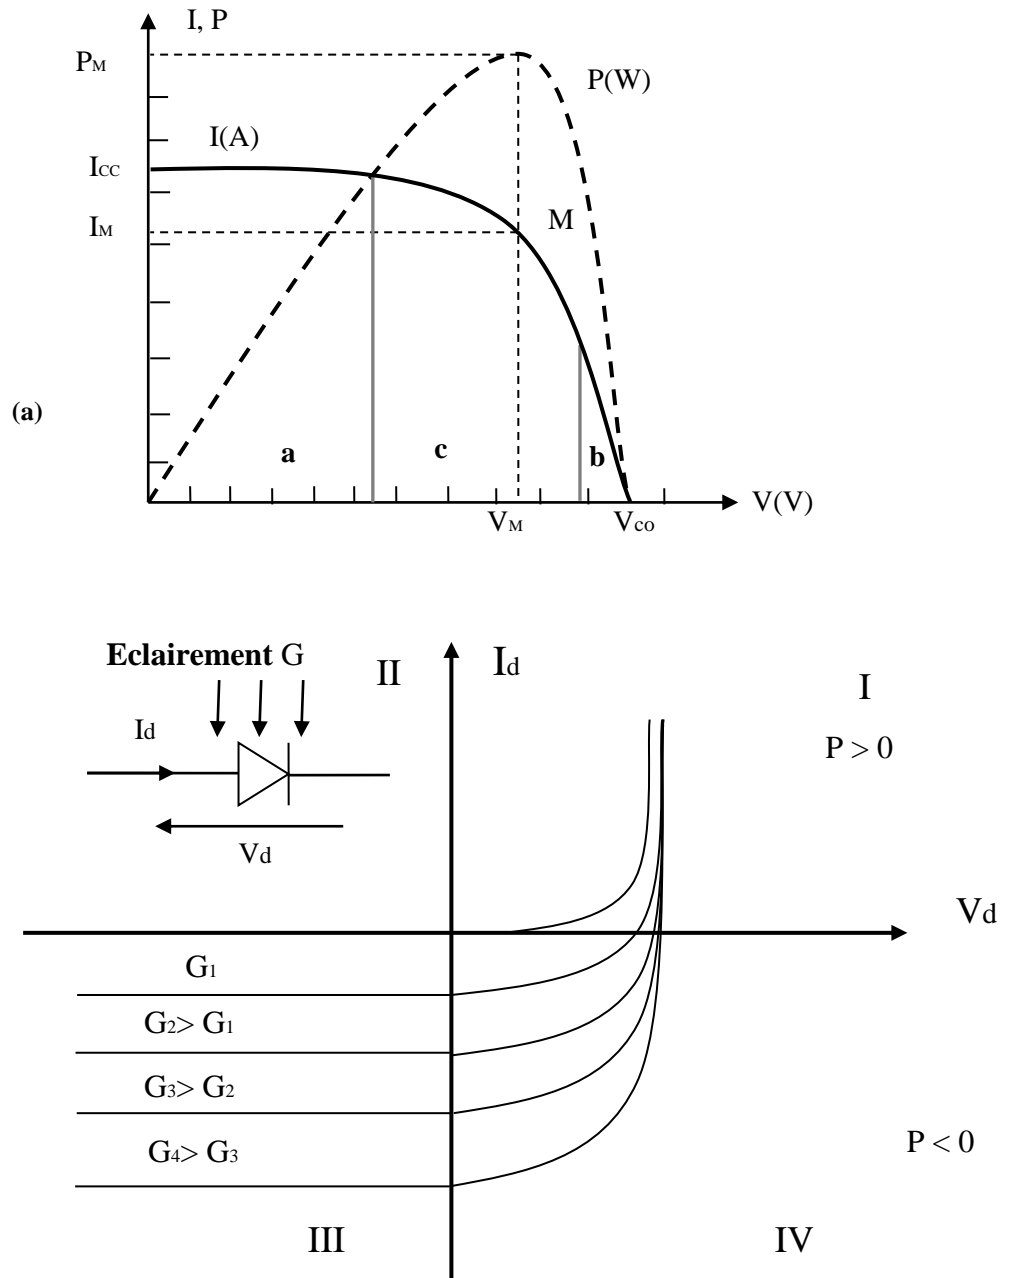 I, P
PM
P(W)
I(A)
ICC
IM
M
(a)
a
c
b
V(V)
VM
Vco
Eclairement G
II
Id
I
Id
P > 0
Vd
Vd
G1
G2> G1
G3> G2
G4> G3
P < 0
III
IV